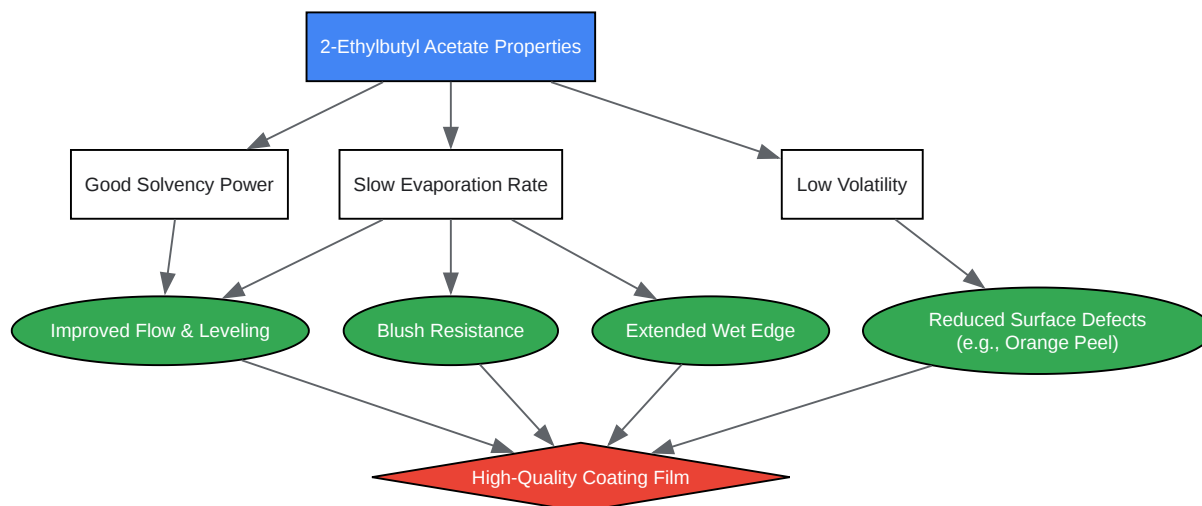 2-Ethylbutyl Acetate Properties
Good Solvency Power
Slow Evaporation Rate
Low Volatility
Improved Flow & Leveling
Blush Resistance
Extended Wet Edge
Reduced Surface Defects
(e.g., Orange Peel)
High-Quality Coating Film